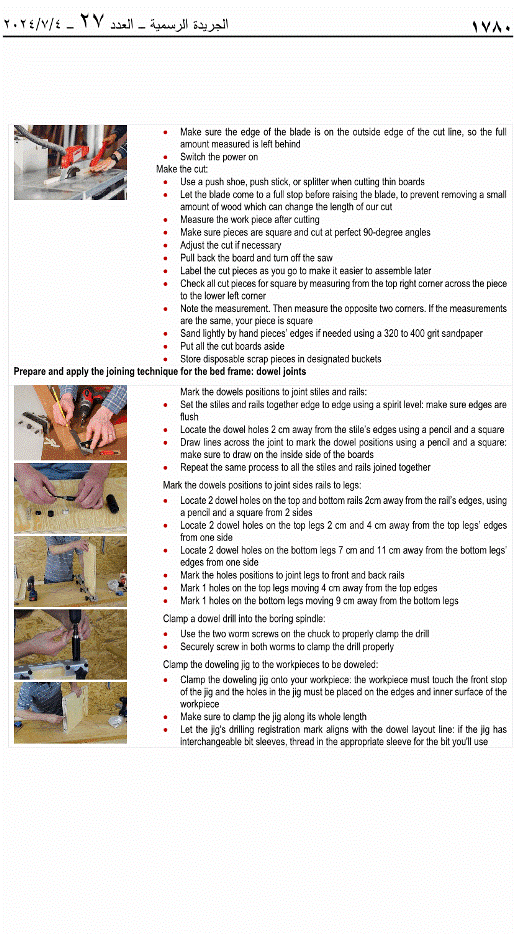 ١٧٨٠
الجريدة الرسمية ــ العدد ٢٧ ــ ٢٠٢٤/٧/٤
• Make sure the edge of the blade is on the outside edge of the cut line, so the full
amount measured is left behind
• Switch the power on
Make the cut:
• Use a push shoe, push stick, or splitter when cutting thin boards
• Let the blade come to a full stop before raising the blade, to prevent removing a small
amount of wood which can change the length of our cut
• Measure the work piece after cutting
• Make sure pieces are square and cut at perfect 90-degree angles
• Adjust the cut if necessary
• Pull back the board and turn off the saw
• Label the cut pieces as you go to make it easier to assemble later
• Check all cut pieces for square by measuring from the top right corner across the piece
to the lower left corner
• Note the measurement. Then measure the opposite two corners. If the measurements
are the same, your piece is square
• Sand lightly by hand pieces' edges if needed using a 320 to 400 grit sandpaper
• Put all the cut boards aside
• Store disposable scrap pieces in designated buckets
Prepare and apply the joining technique for the bed frame: dowel joints
Mark the dowels positions to joint stiles and rails:
• Set the stiles and rails together edge to edge using a spirit level: make sure edges are
flush
• Locate the dowel holes 2 cm away from the stile's edges using a pencil and a square
• Draw lines across the joint to mark the dowel positions using a pencil and a square:
make sure to draw on the inside side of the boards
• Repeat the same process to all the stiles and rails joined together
Mark the dowels positions to joint sides rails to legs:
• Locate 2 dowel holes on the top and bottom rails 2cm away from the rail's edges, using
a pencil and a square from 2 sides
• Locate 2 dowel holes on the top legs 2 cm and 4 cm away from the top legs' edges
from one side
• Locate 2 dowel holes on the bottom legs 7 cm and 11 cm away from the bottom legs'
edges from one side
• Mark the holes positions to joint legs to front and back rails
• Mark 1 holes on the top legs moving 4 cm away from the top edges
• Mark 1 holes on the bottom legs moving 9 cm away from the bottom legs
Clamp a dowel drill into the boring spindle:
• Use the two worm screws on the chuck to properly clamp the drill
• Securely screw in both worms to clamp the drill properly
Clamp the doweling jig to the workpieces to be doweled:
• Clamp the doweling jig onto your workpiece: the workpiece must touch the front stop
of the jig and the holes in the jig must be placed on the edges and inner surface of the
workpiece
• Make sure to clamp the jig along its whole length
• Let the jig's drilling registration mark aligns with the dowel layout line: if the jig has
interchangeable bit sleeves, thread in the appropriate sleeve for the bit you'll use